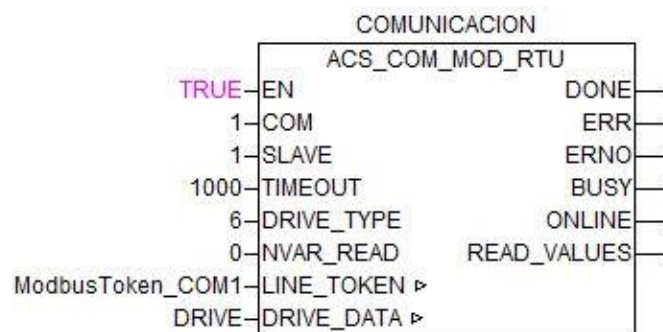 COMUNICACION
ACS_COM_MOD_RTU
TRUE EN DONE
1 COM ERR
1 SLAVE ERNO
1000 TIMEOUT BUSY
6 DRIVE_TYPE ONLINE
0 NVAR_READ READ_VALUES
ModbusToken_COM1 LINE_TOKEN ▹
DRIVE DRIVE_DATA ▹